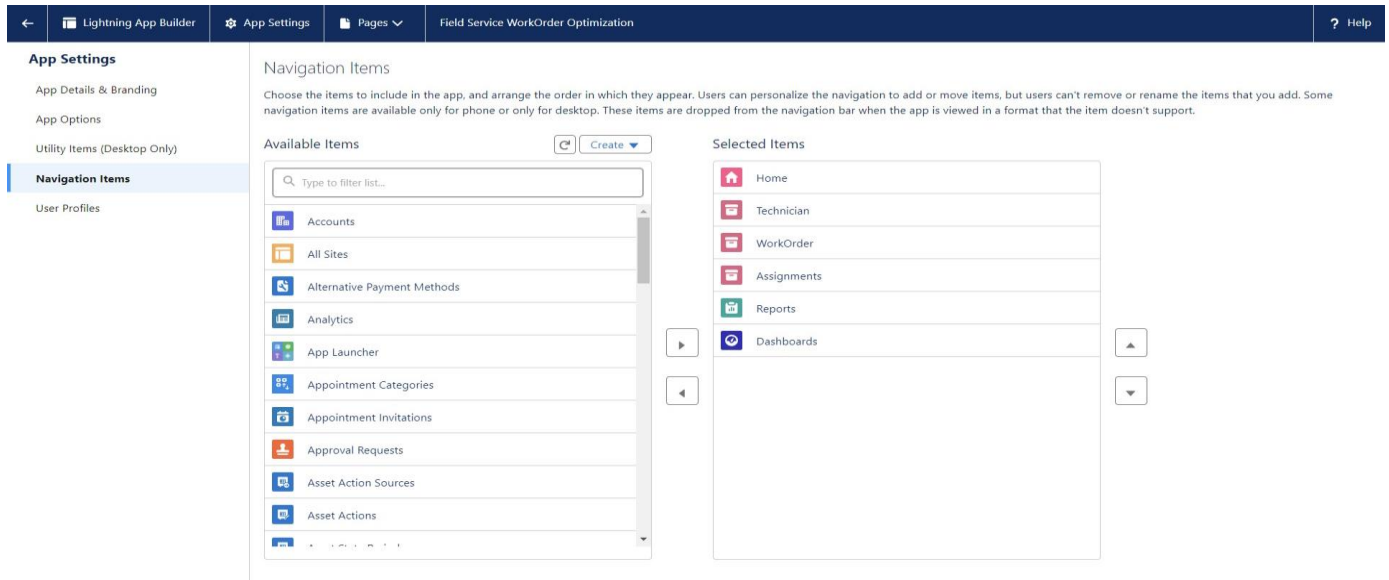 Lightning App Builder
App Settings
Pages
Field Service WorkOrder Optimization
? Help
App Settings
App Details & Branding
App Options
Utility Items (Desktop Only)
Navigation Items
User Profiles
Navigation Items
Choose the items to include in the app, and arrange the order in which they appear. Users can personalize the navigation to add or move items, but users can't remove or rename the items that you add. Some
navigation items are available only for phone or only for desktop. These items are dropped from the navigation bar when the app is viewed in a format that the item doesn't support.
Available Items
Create
Type to filter list...
Accounts
All Sites
Alternative Payment Methods
Analytics
App Launcher
Appointment Categories
Appointment Invitations
Approval Requests
Asset Action Sources
Asset Actions
Selected Items
Home
Technician
WorkOrder
Assignments
Reports
Dashboards